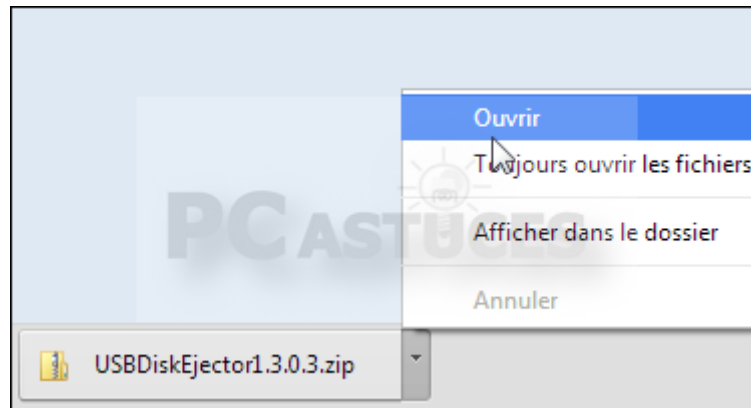 Ouvrir
Toujours ouvrir les fichiers
PC ASTUCES
Afficher dans le dossier
Annuler
USBDiskEjector1.3.0.3.zip